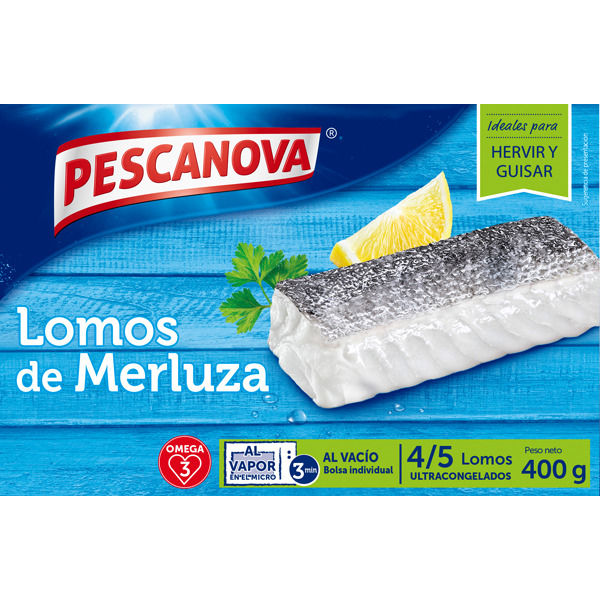 PESCANOVA®
Ideales para
HERVIR Y
GUISAR
Sugerencia de presentación
Lomos
de Merluza
OMEGA
3
AL
VAPOR
EN EL MICRO
3 min
AL VACÍO
Bolsa individual
4/5 Lomos
ULTRACONGELADOS
Peso neto
400 g